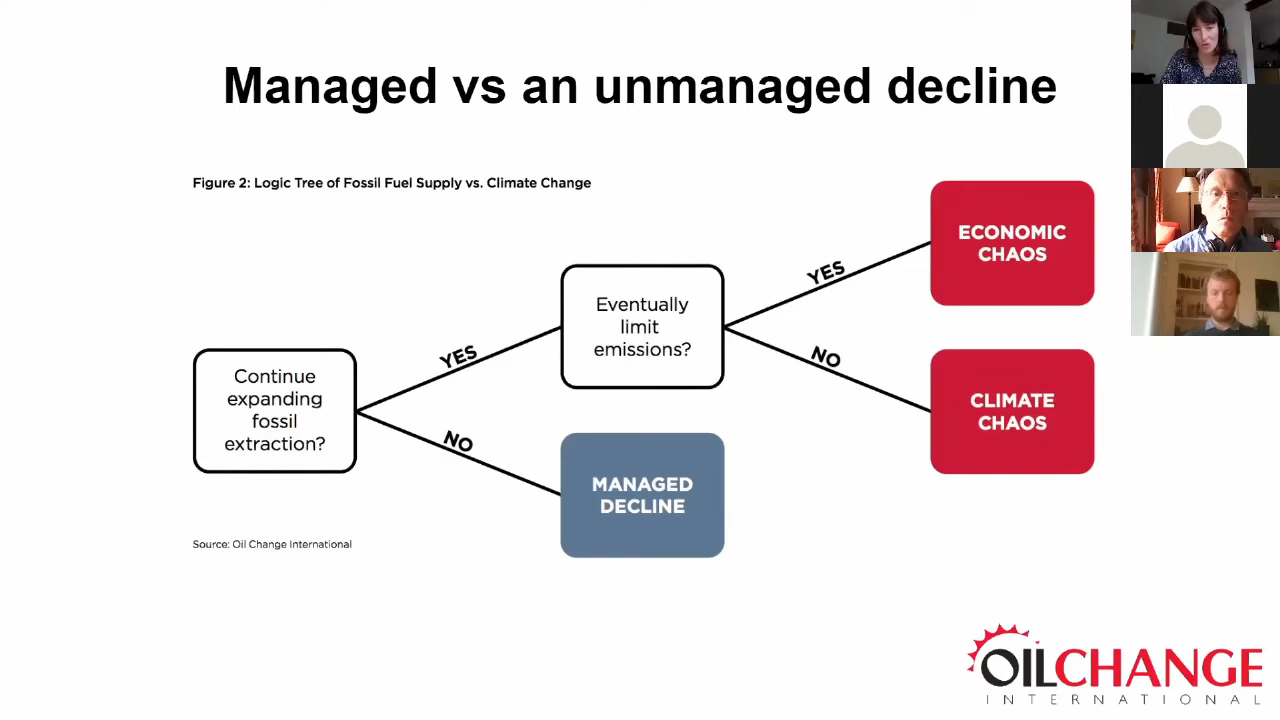 Managed vs an unmanaged decline
Figure 2: Logic Tree of Fossil Fuel Supply vs. Climate Change
Continue
expanding
fossil
extraction?
YES
NO
Eventually
limit
emissions?
MANAGED
DECLINE
YES
NO
ECONOMIC
CHAOS
CLIMATE
CHAOS
Source: Oil Change International
OILCHANGE
INTERNATIONAL